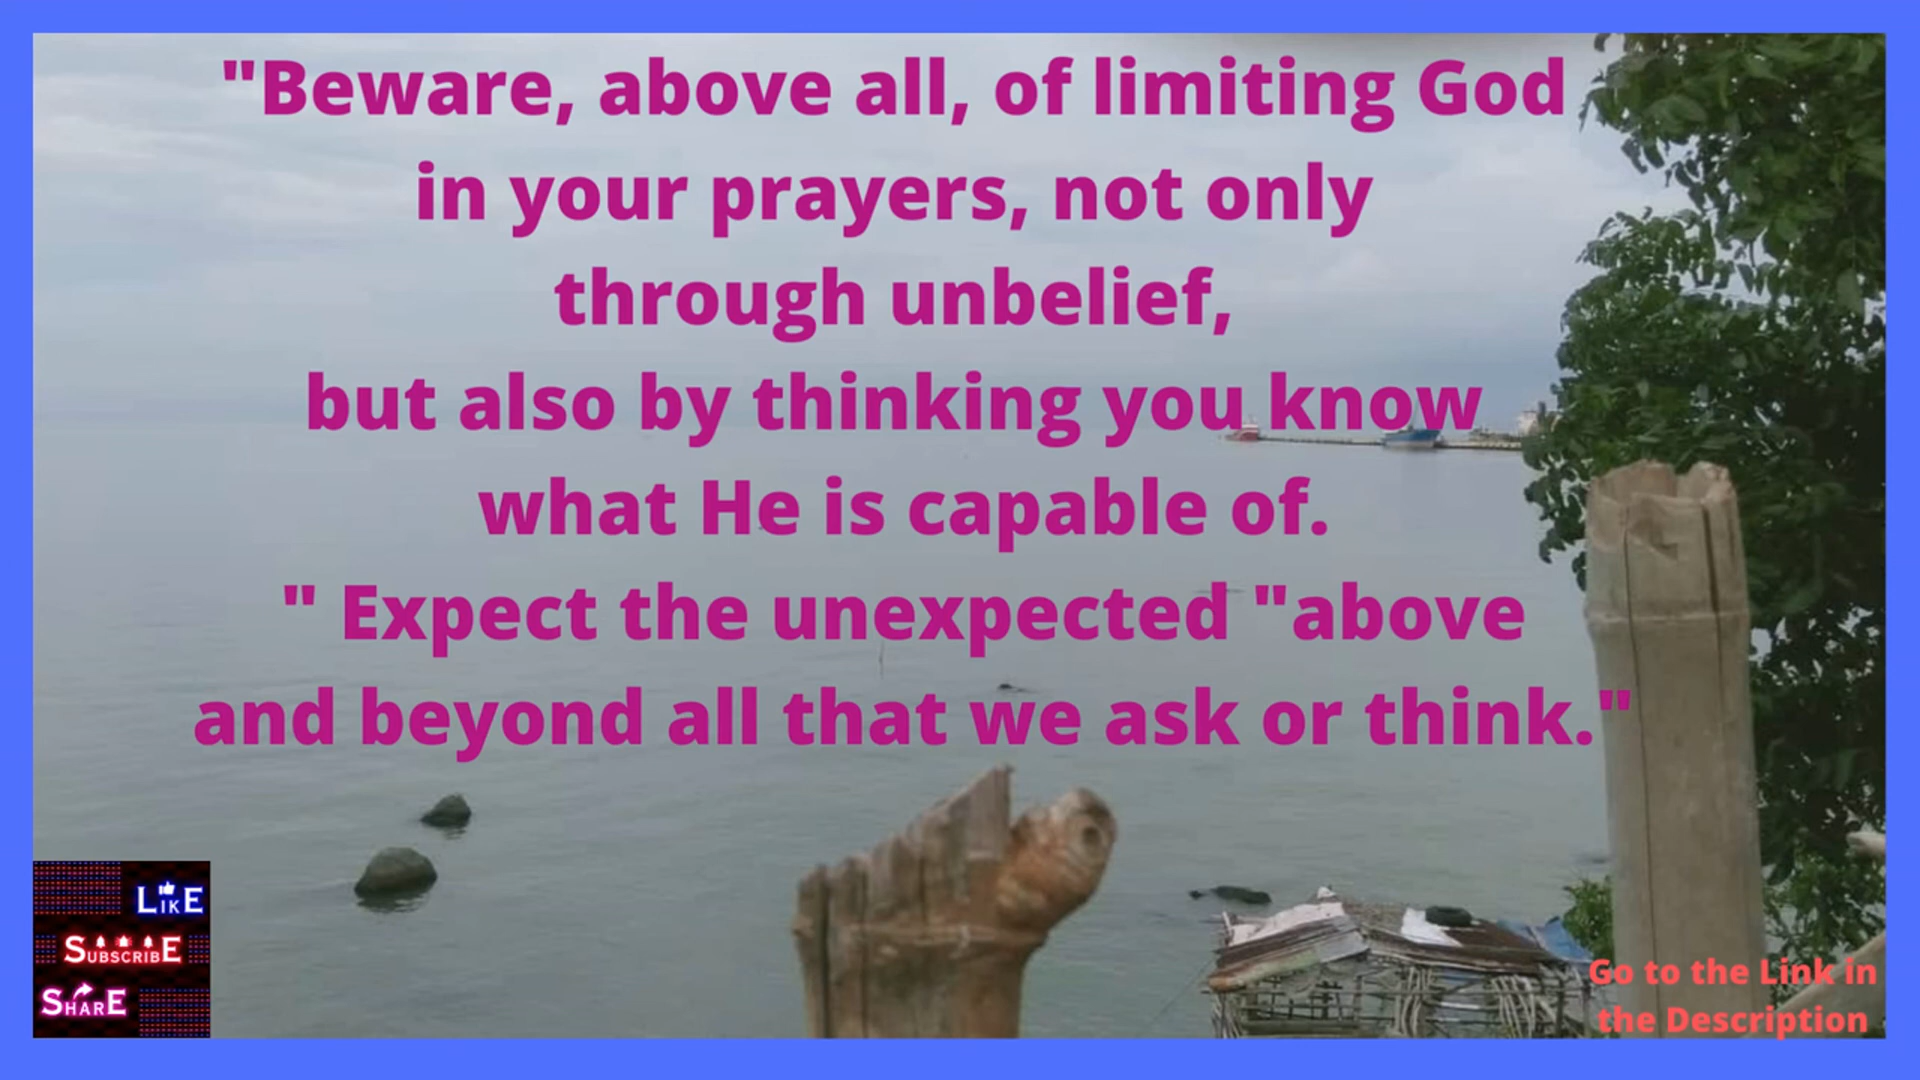 "Beware, above all, of limiting God
in your prayers, not only
through unbelief,
but also by thinking you know
what He is capable of.
" Expect the unexpected "above
and beyond all that we ask or think."
LIKE
SUBSCRIBE
SHARE
Go to the Link in
the Description